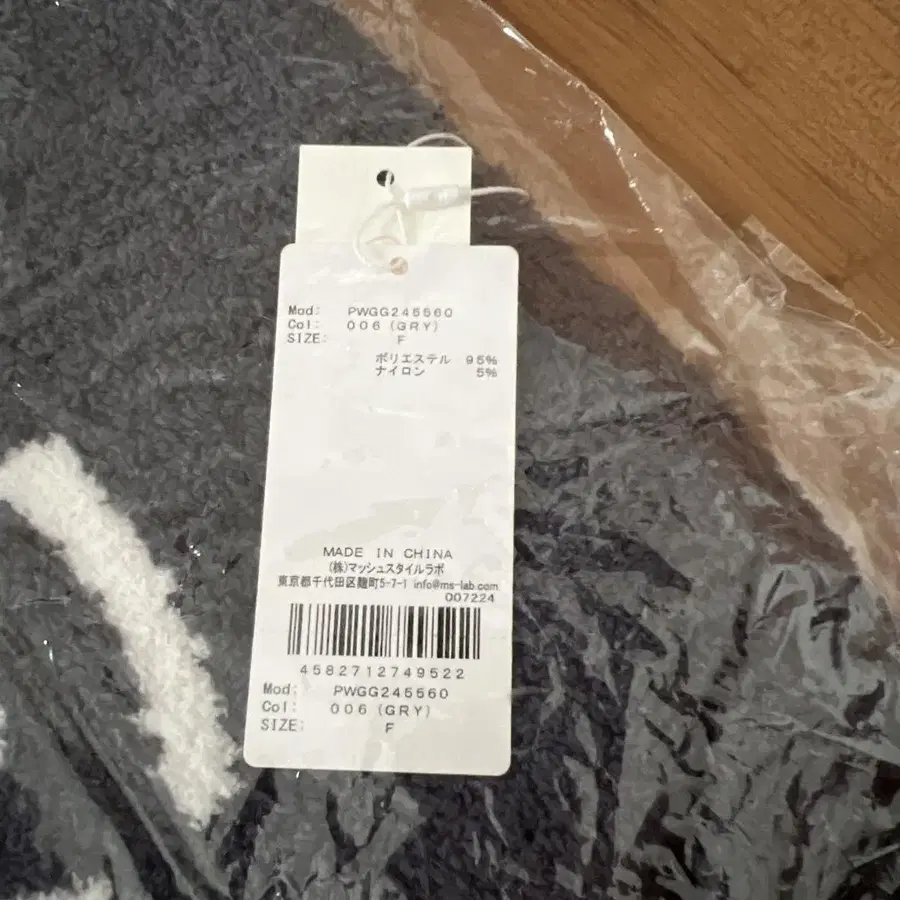 Mod: PWGG245560
Col: 006 (GRY)
SIZE: F
ポリエステル 95%
ナイロン 5%
MADE IN CHINA
(株)マッシュスタイルラボ
東京都千代田区麹町5-7-1 info@ms-lab.com
007224
4582712749522
Mod: PWGG245560
Col: 006 (GRY)
SIZE: F